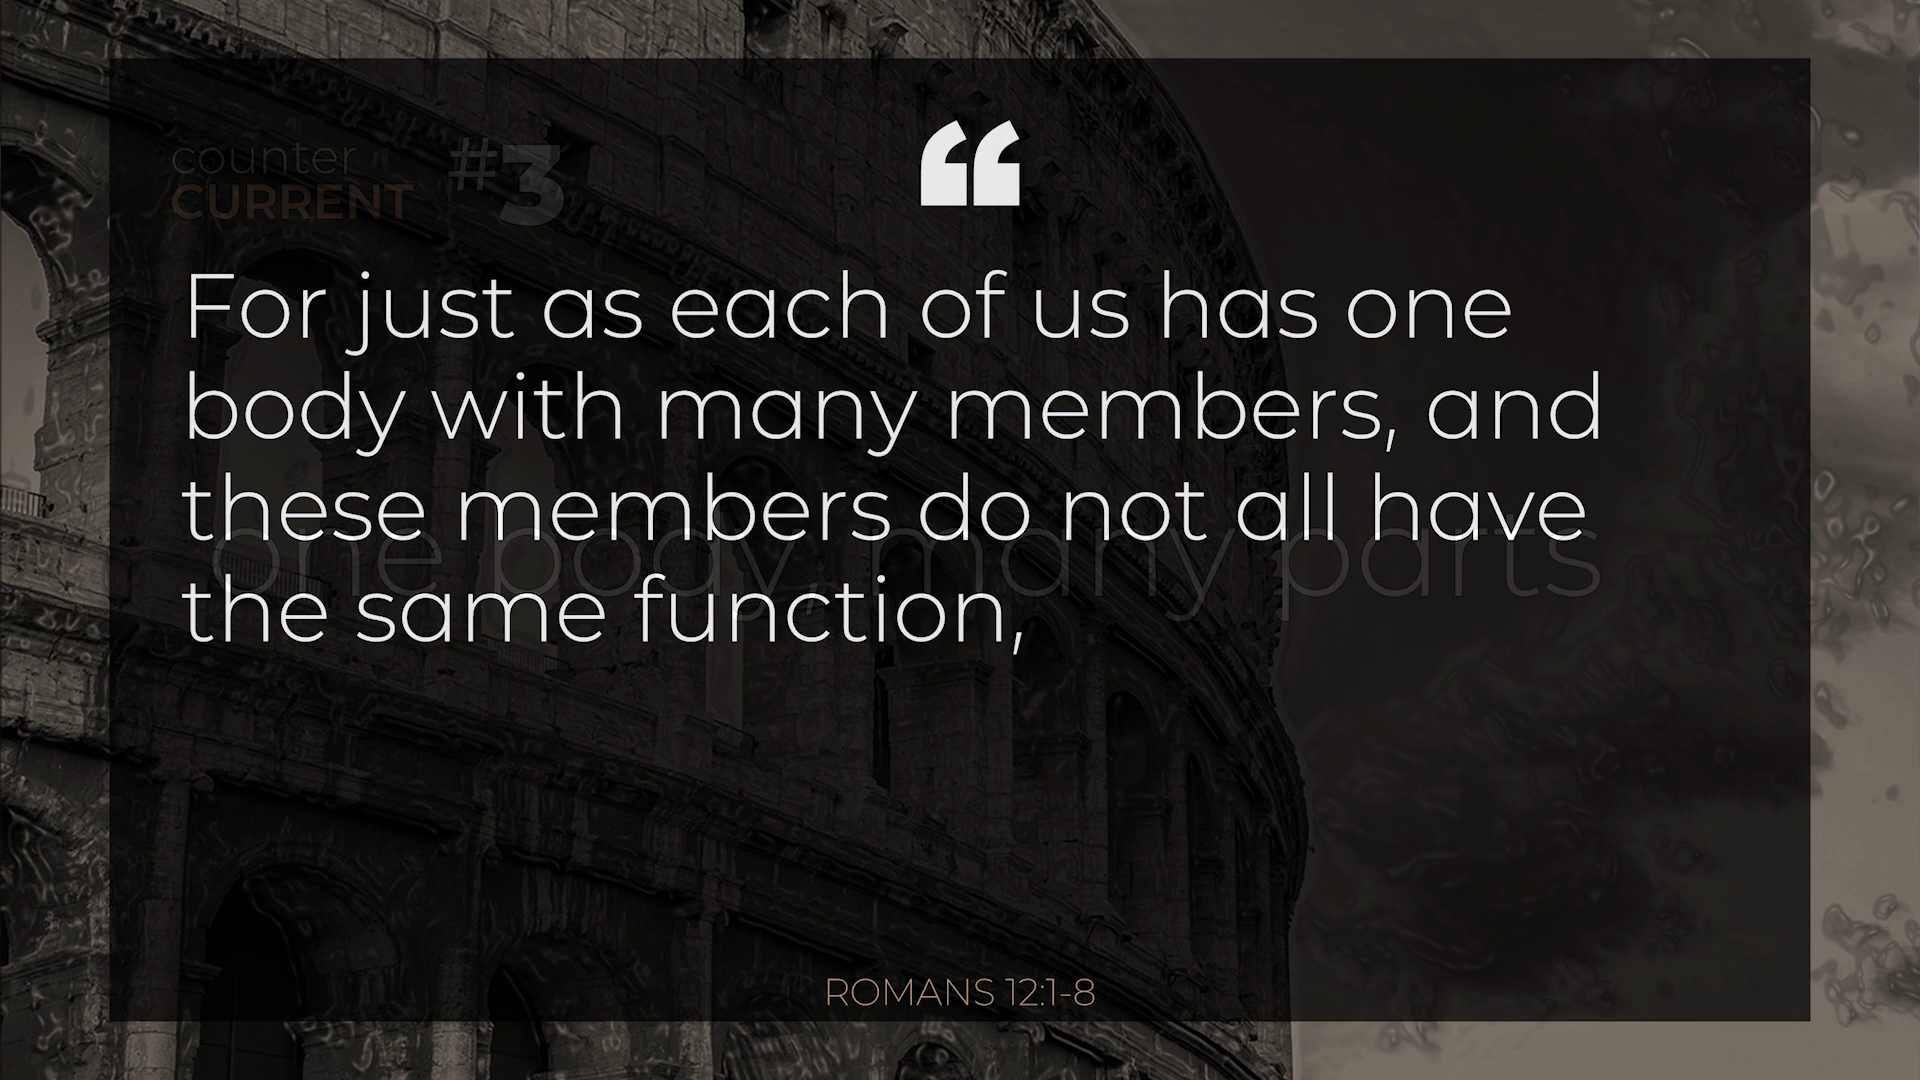 counter
CURRENT #3
“
For just as each of us has one
body with many members, and
these members do not all have
the same function,
one body, many parts
ROMANS 12:1-8